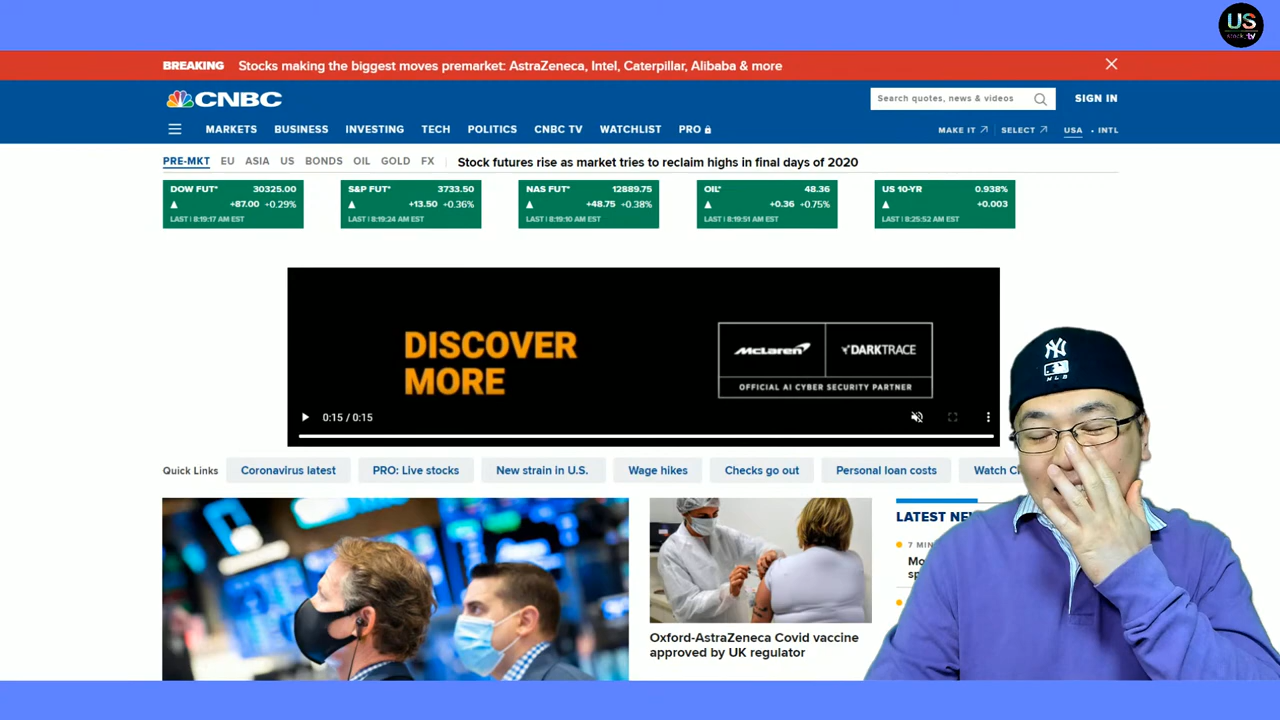 US
BREAKING Stocks making the biggest moves premarket: AstraZeneca, Intel, Caterpillar, Alibaba & more
CNBC
Search quotes, news & videos
SIGN IN
MARKETS BUSINESS INVESTING TECH POLITICS CNBC TV WATCHLIST PRO
MAKE IT SELECT USA • INTL
PRE-MKT EU ASIA US BONDS OIL GOLD FX
Stock futures rise as market tries to reclaim highs in final days of 2020
DOW FUT* 30325.00
+87.00 +0.29%
LAST | 8:19:17 AM EST
S&P FUT* 3733.50
+13.50 +0.36%
LAST | 8:19:24 AM EST
NAS FUT* 12889.75
+48.75 +0.38%
LAST | 8:19:10 AM EST
OIL* 48.36
+0.36 +0.75%
LAST | 8:19:51 AM EST
US 10-YR 0.938%
+0.003
LAST | 8:25:52 AM EST
DISCOVER
MORE
McLaren DARKTRACE
OFFICIAL AI CYBER SECURITY PARTNER
0:15 / 0:15
Quick Links Coronavirus latest PRO: Live stocks New strain in U.S. Wage hikes Checks go out Personal loan costs Watch
NY
MLB
LATEST
7
Oxford-AstraZeneca Covid vaccine
approved by UK regulator